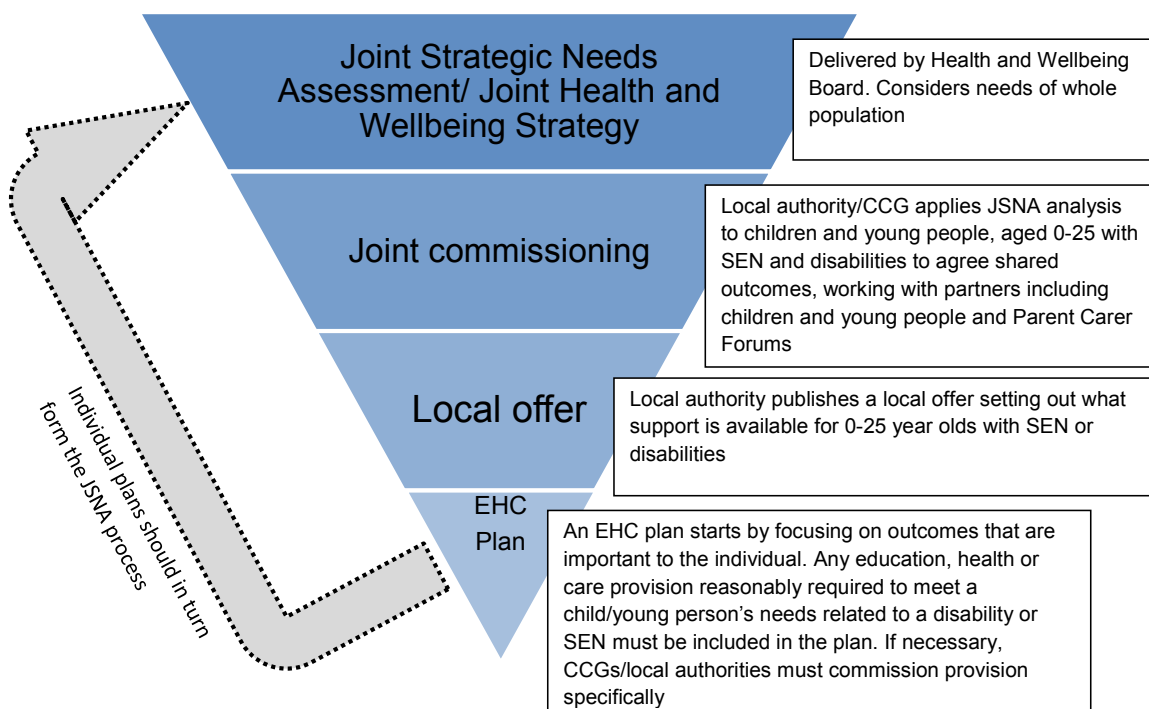 Joint Strategic Needs
Assessment/ Joint Health and
Wellbeing Strategy
Delivered by Health and Wellbeing
Board. Considers needs of whole
population
Joint commissioning
Local authority/CCG applies JSNA analysis
to children and young people, aged 0-25 with
SEN and disabilities to agree shared
outcomes, working with partners including
children and young people and Parent Carer
Forums
Local offer
Local authority publishes a local offer setting out what
support is available for 0-25 year olds with SEN or
disabilities
EHC
Plan
An EHC plan starts by focusing on outcomes that are
important to the individual. Any education, health or
care provision reasonably required to meet a
child/young person’s needs related to a disability or
SEN must be included in the plan. If necessary,
CCGs/local authorities must commission provision
specifically
Individual plans should in turn
form the JSNA process